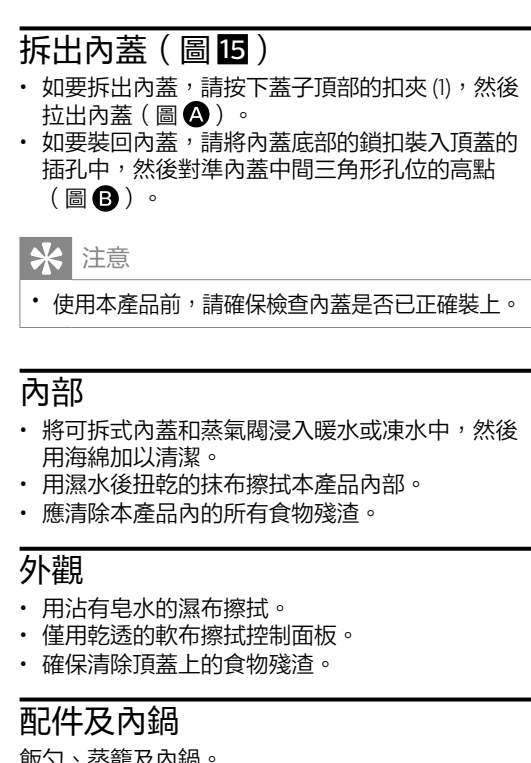 拆出內蓋（圖 15）
• 如要拆出內蓋，請按下蓋子頂部的扣夾 (1)，然後
拉出內蓋（圖 A）。
• 如要裝回內蓋，請將內蓋底部的鎖扣裝入頂蓋的
插孔中，然後對準內蓋中間三角形孔位的高點
（圖 B）。
注意
• 使用本產品前，請確保檢查內蓋是否已正確裝上。
內部
• 將可拆式內蓋和蒸氣閥浸入暖水或凍水中，然後
用海綿加以清潔。
• 用濕水後扭乾的抹布擦拭本產品內部。
• 應清除本產品內的所有食物殘渣。
外觀
• 用沾有皂水的濕布擦拭。
• 僅用乾透的軟布擦拭控制面板。
• 確保清除頂蓋上的食物殘渣。
配件及內鍋
飯勺、蒸籠及內鍋。